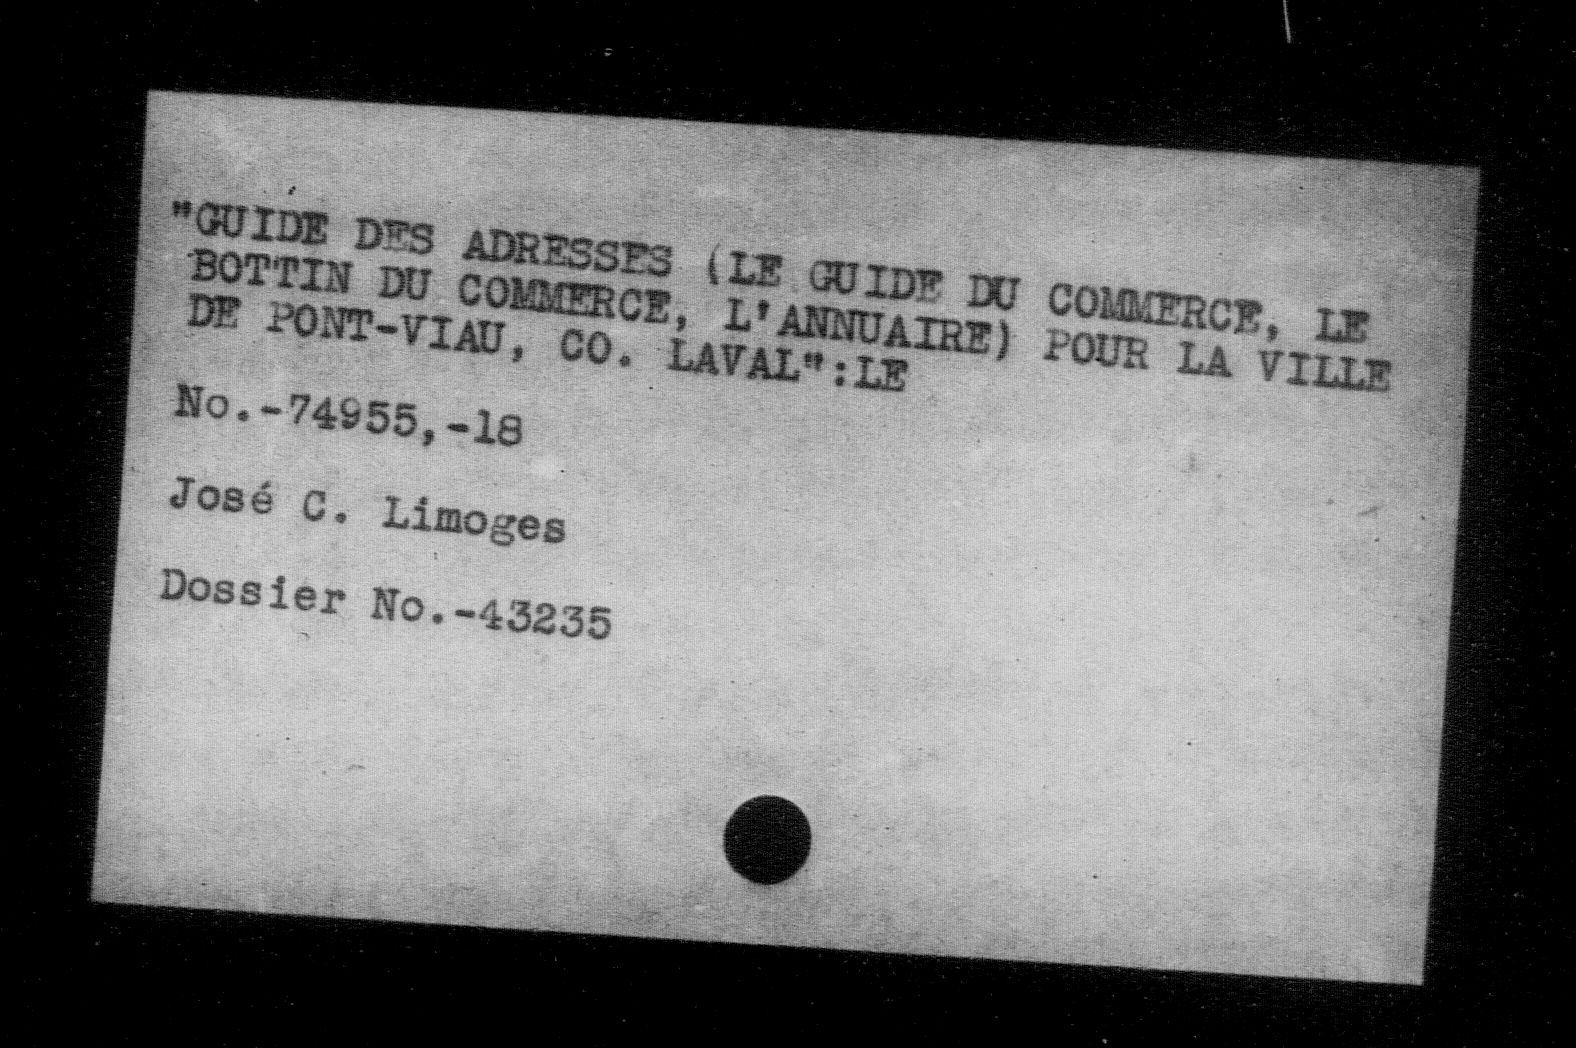 "GUIDE DES ADRESSES (LE GUIDE DU COMMERCE, LE
BOTTIN DU COMMERCE, L'ANNUAIRE) POUR LA VILLE
DE PONT-VIAU, CO. LAVAL":LE
No.-74955,-18
José C. Limoges
Dossier No.-43235